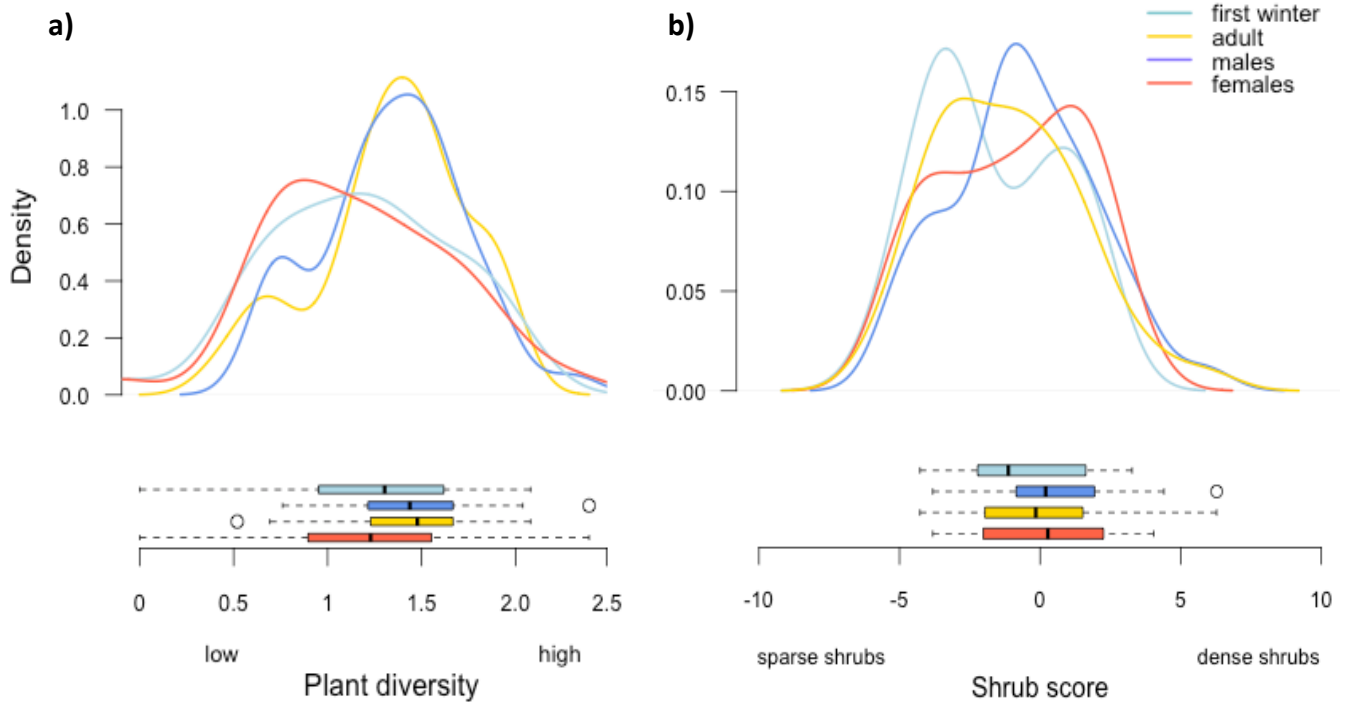 a)
Density
1.0
0.8
0.6
0.4
0.2
0.0
0 0.5 1 1.5 2.0 2.5
low high
Plant diversity
b)
first winter
adult
males
females
0.15
0.10
0.05
0.00
-10 -5 0 5 10
sparse shrubs dense shrubs
Shrub score